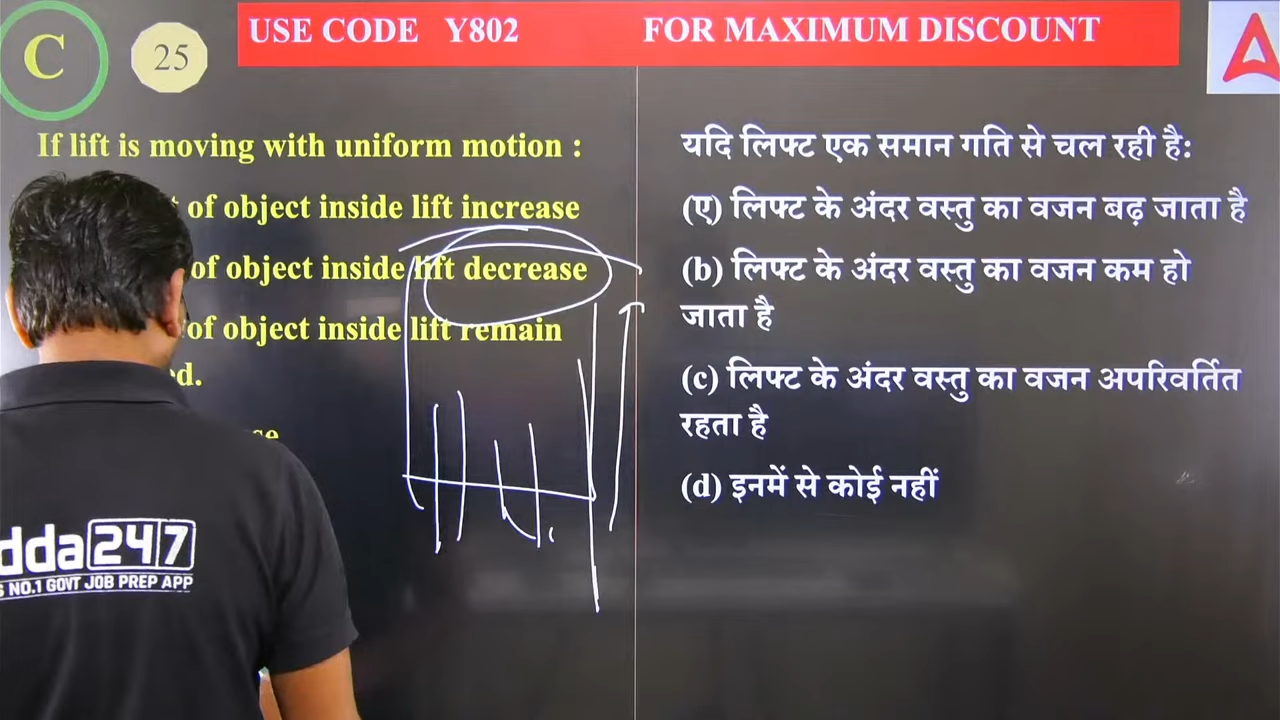 C
25
USE CODE Y802 FOR MAXIMUM DISCOUNT
If lift is moving with uniform motion :
of object inside lift increase
of object inside lift decrease
of object inside lift remain
यदि लिफ्ट एक समान गति से चल रही है:
(ए) लिफ्ट के अंदर वस्तु का वजन बढ़ जाता है
(b) लिफ्ट के अंदर वस्तु का वजन कम हो
जाता है
(c) लिफ्ट के अंदर वस्तु का वजन अपरिवर्तित
रहता है
(d) इनमें से कोई नहीं
dda247
NO.1 GOVT JOB PREP APP